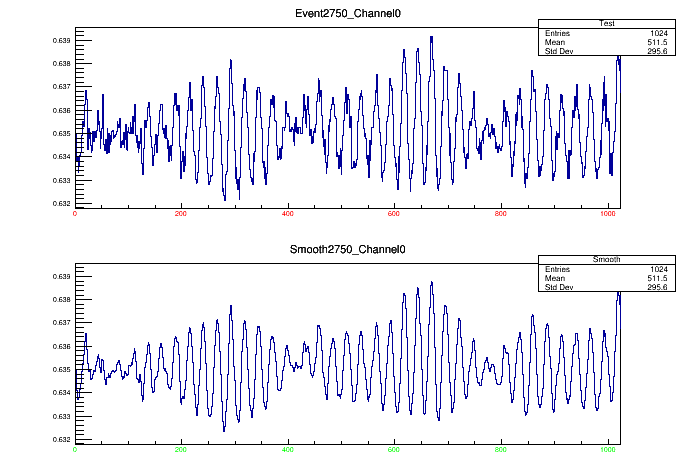 Event2750_Channel0
Test
Entries 1024
Mean 511.5
Std Dev 295.6
0.639
0.638
0.637
0.636
0.635
0.634
0.633
0.632
0 200 400 600 800 1000
Smooth2750_Channel0
Smooth
Entries 1024
Mean 511.5
Std Dev 295.6
0.639
0.638
0.637
0.636
0.635
0.634
0.633
0.632
0 200 400 600 800 1000